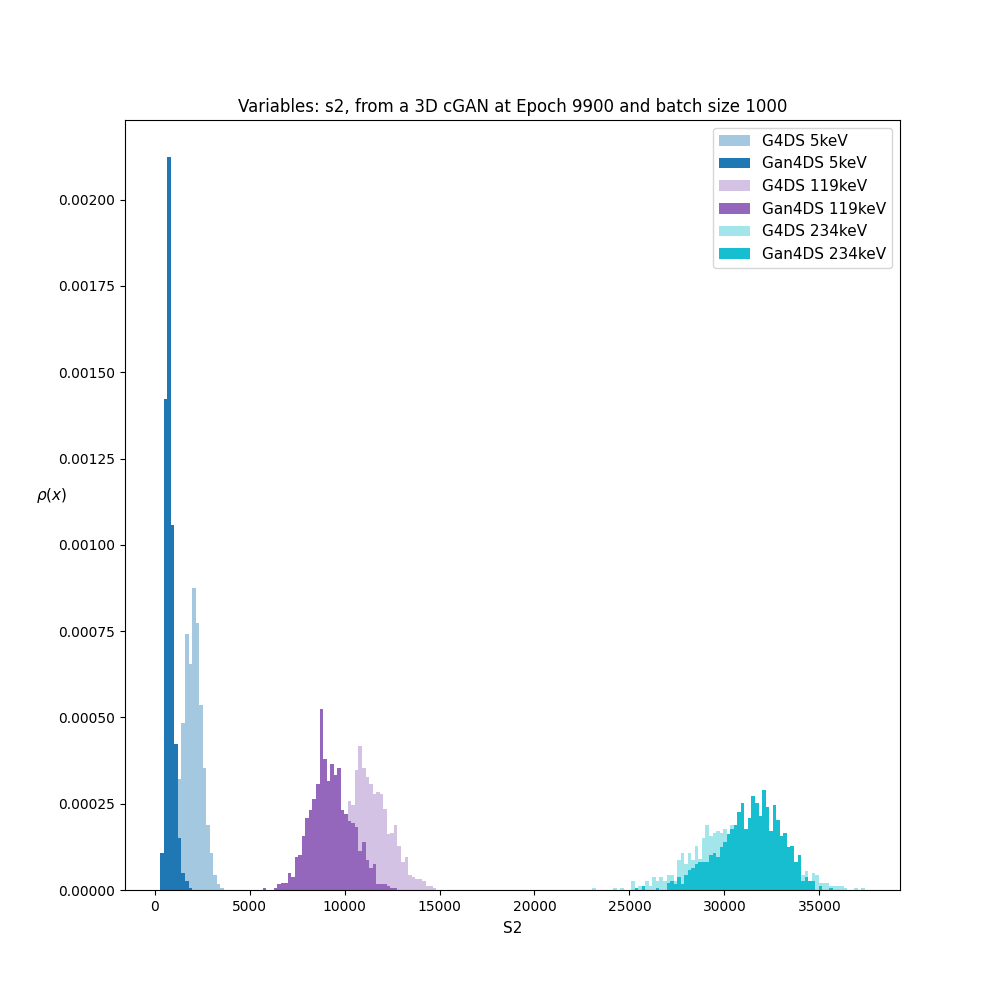 Variables: s2, from a 3D cGAN at Epoch 9900 and batch size 1000
G4DS 5keV
Gan4DS 5keV
G4DS 119keV
Gan4DS 119keV
G4DS 234keV
Gan4DS 234keV
0.00200
0.00175
0.00150
0.00125
ρ(x)
0.00100
0.00075
0.00050
0.00025
0.00000
0 5000 10000 15000 20000 25000 30000 35000
S2